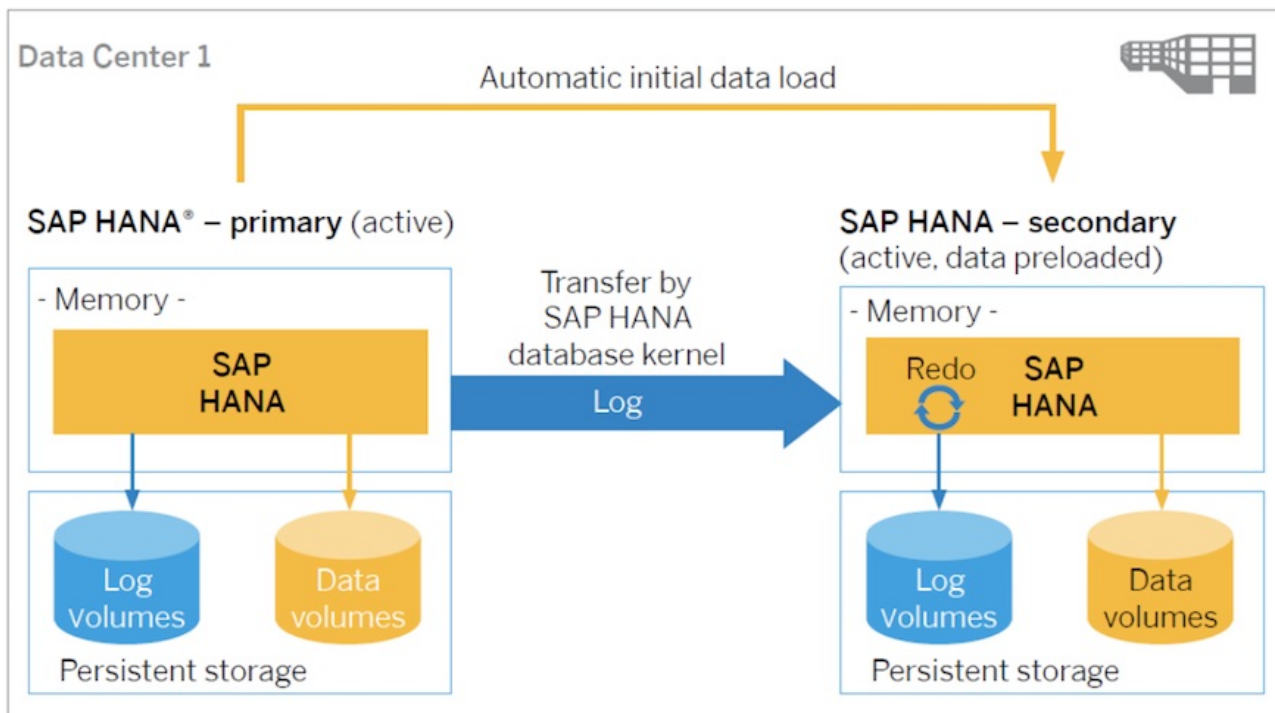 Data Center 1
Automatic initial data load
SAP HANA® – primary (active)
SAP HANA – secondary
(active, data preloaded)
- Memory -
SAP
HANA
Transfer by
SAP HANA
database kernel
Log
- Memory -
Redo
SAP
HANA
Log
volumes
Data
volumes
Persistent storage
Log
volumes
Data
volumes
Persistent storage